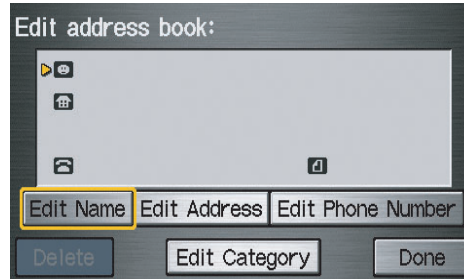 Edit address book:
Edit Name Edit Address Edit Phone Number
Delete Edit Category Done